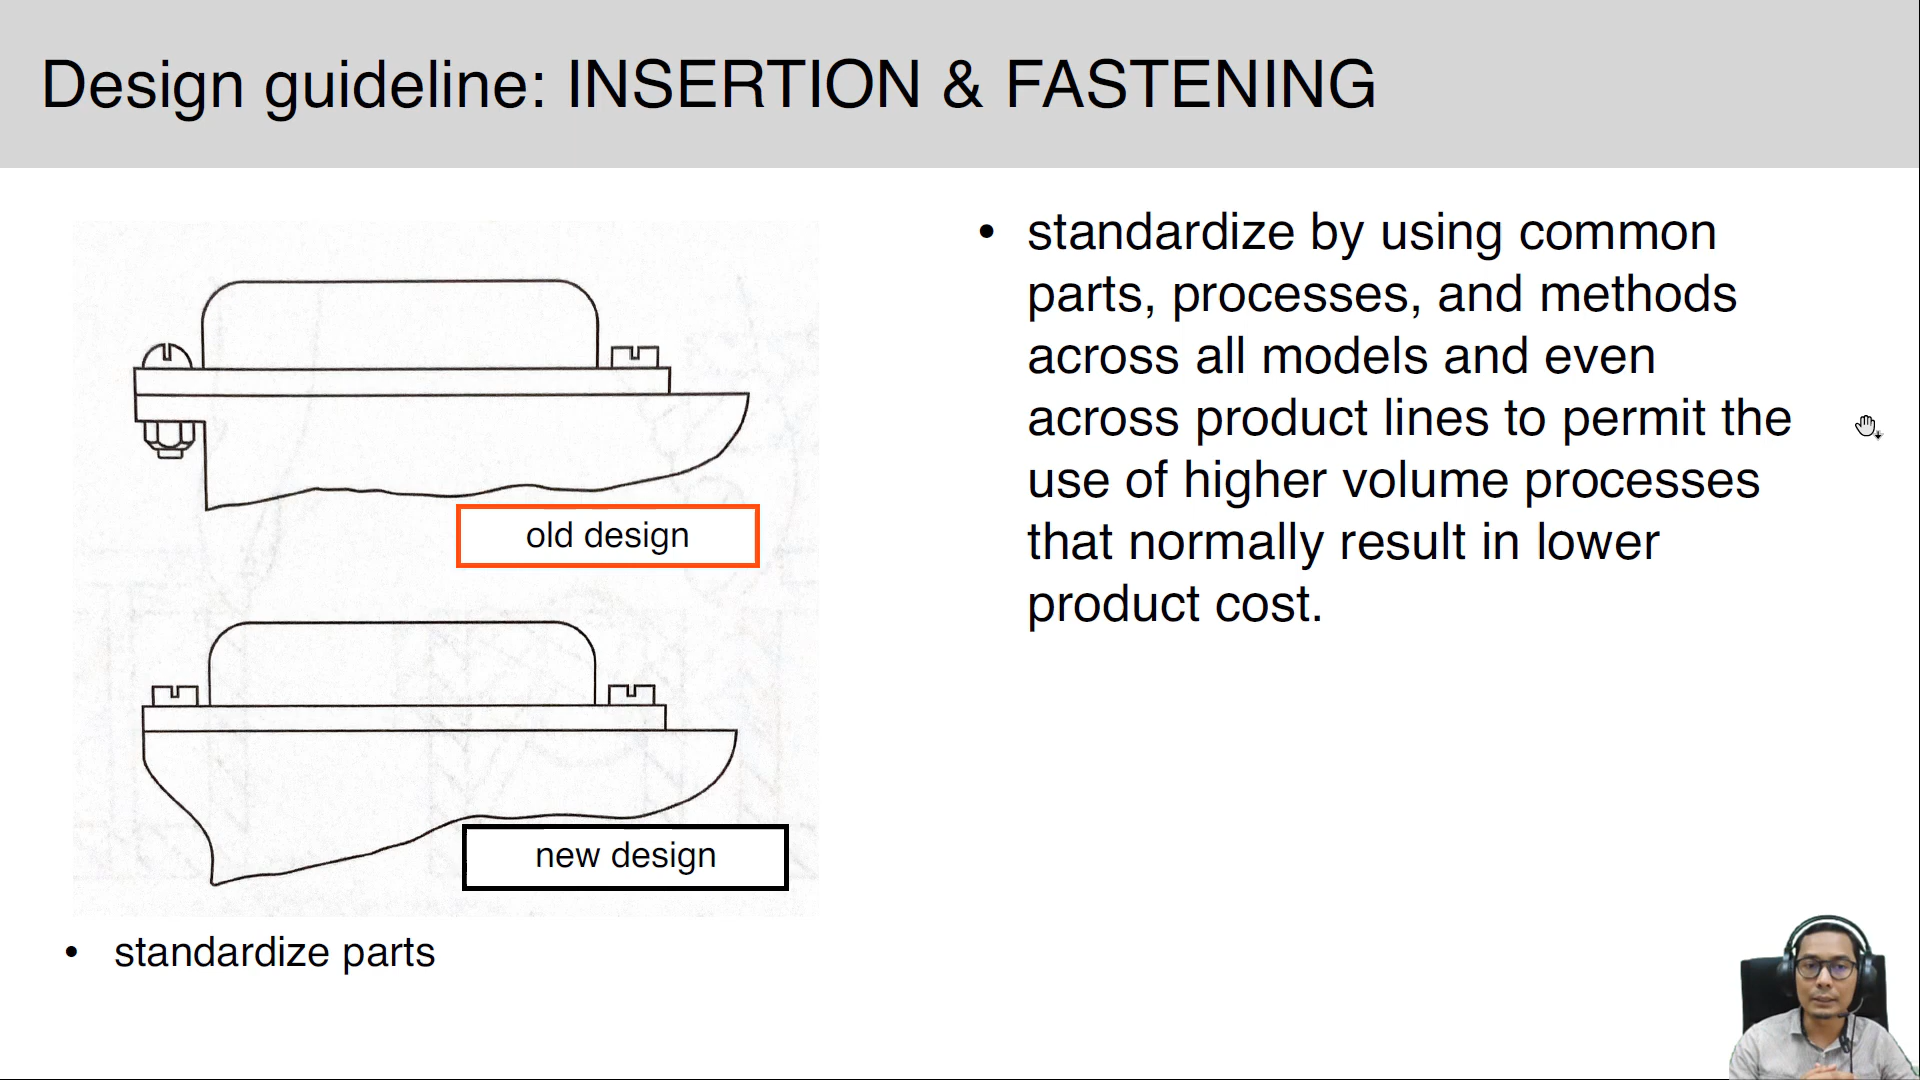 Design guideline: INSERTION & FASTENING
old design
new design
• standardize parts
• standardize by using common
parts, processes, and methods
across all models and even
across product lines to permit the
use of higher volume processes
that normally result in lower
product cost.